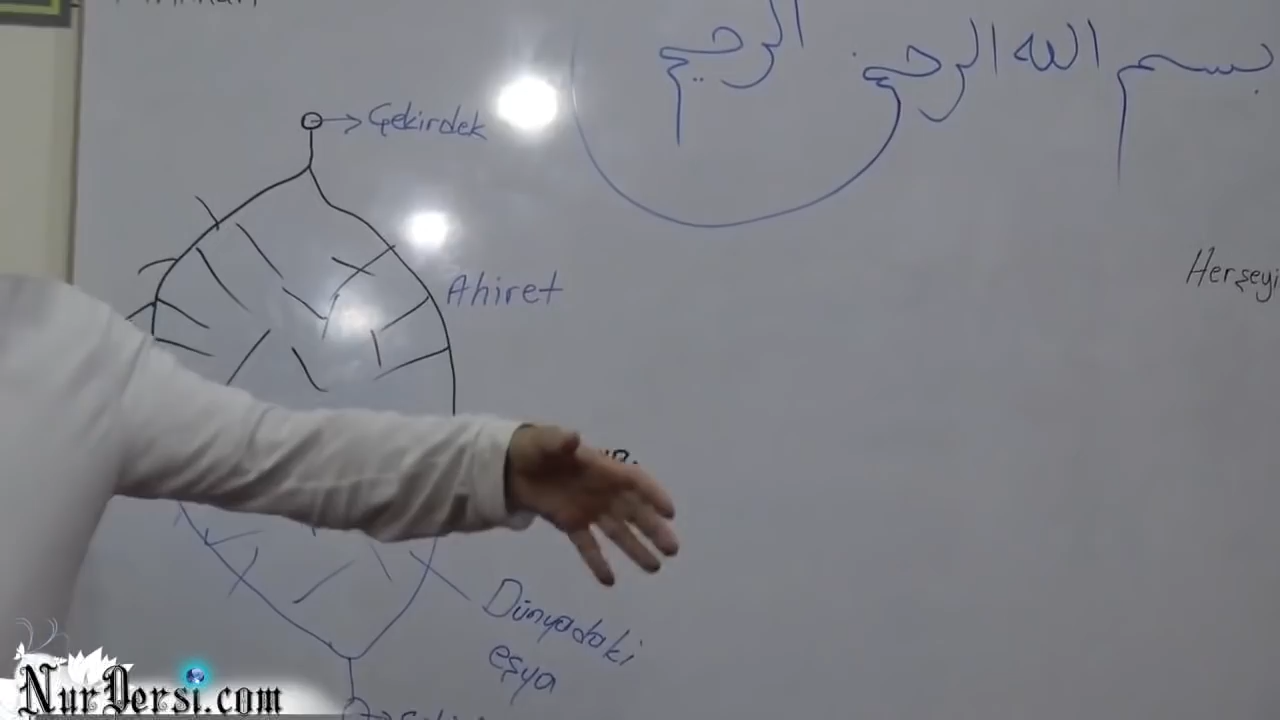 بسم الله الرحمن الرحيم
Çekirdek
Ahiret
Herşeyi
Dünyadaki
eşya
NurDersi.com